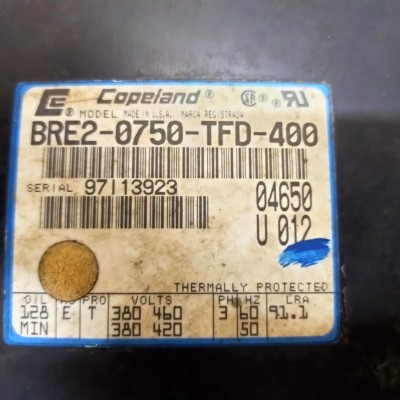 Copeland®
® MODEL MADE IN U.S.A. MARCA REGISTRADA
BRE2-0750-TFD-400
SERIAL 97113923
04650
U 012
THERMALLY PROTECTED
OIL PRO VOLTS PH HZ LRA
128 E T 380 460 3 60 91.1
MIN 380 420 50